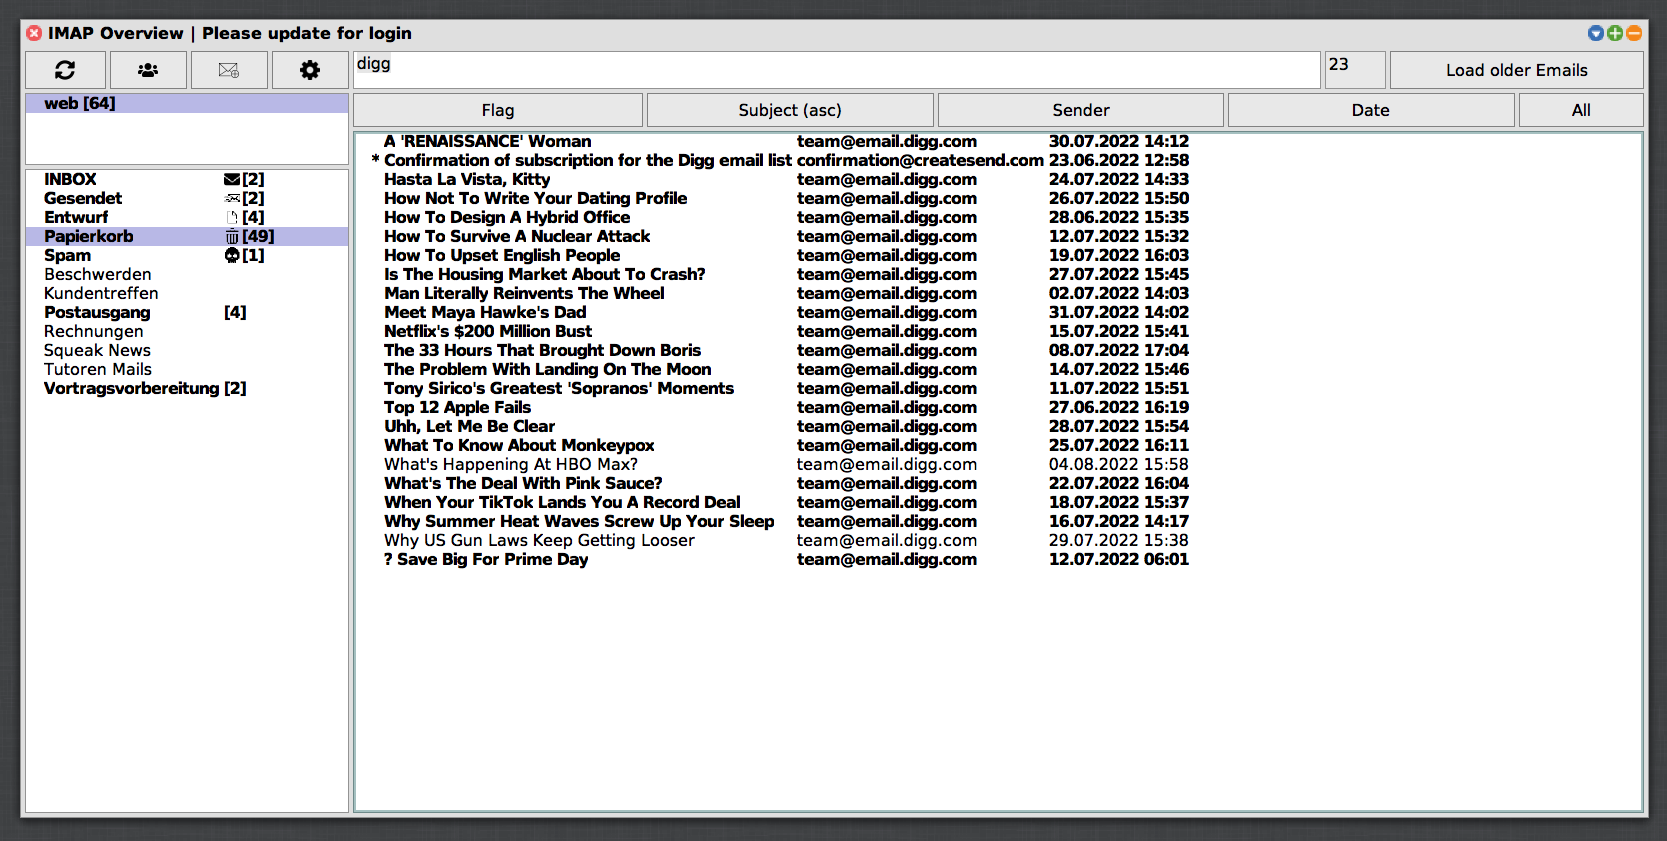 IMAP Overview | Please update for login
digg
23
Load older Emails
web [64]
Flag
Subject (asc)
Sender
Date
All
INBOX [2]
Gesendet [2]
Entwurf [4]
Papierkorb [49]
Spam [1]
Beschwerden
Kundentreffen
Postausgang [4]
Rechnungen
Squeak News
Tutoren Mails
Vortragsvorbereitung [2]
A 'RENAISSANCE' Woman team@email.digg.com 30.07.2022 14:12
* Confirmation of subscription for the Digg email list confirmation@createsend.com 23.06.2022 12:58
Hasta La Vista, Kitty team@email.digg.com 24.07.2022 14:33
How Not To Write Your Dating Profile team@email.digg.com 26.07.2022 15:50
How To Design A Hybrid Office team@email.digg.com 28.06.2022 15:35
How To Survive A Nuclear Attack team@email.digg.com 12.07.2022 15:32
How To Upset English People team@email.digg.com 19.07.2022 16:03
Is The Housing Market About To Crash? team@email.digg.com 27.07.2022 15:45
Man Literally Reinvents The Wheel team@email.digg.com 02.07.2022 14:03
Meet Maya Hawke's Dad team@email.digg.com 31.07.2022 14:02
Netflix's $200 Million Bust team@email.digg.com 15.07.2022 15:41
The 33 Hours That Brought Down Boris team@email.digg.com 08.07.2022 17:04
The Problem With Landing On The Moon team@email.digg.com 14.07.2022 15:46
Tony Sirico's Greatest 'Sopranos' Moments team@email.digg.com 11.07.2022 15:51
Top 12 Apple Fails team@email.digg.com 27.06.2022 16:19
Uhh, Let Me Be Clear team@email.digg.com 28.07.2022 15:54
What To Know About Monkeypox team@email.digg.com 25.07.2022 16:11
What's Happening At HBO Max? team@email.digg.com 04.08.2022 15:58
What's The Deal With Pink Sauce? team@email.digg.com 22.07.2022 16:04
When Your TikTok Lands You A Record Deal team@email.digg.com 18.07.2022 15:37
Why Summer Heat Waves Screw Up Your Sleep team@email.digg.com 16.07.2022 14:17
Why US Gun Laws Keep Getting Looser team@email.digg.com 29.07.2022 15:38
? Save Big For Prime Day team@email.digg.com 12.07.2022 06:01